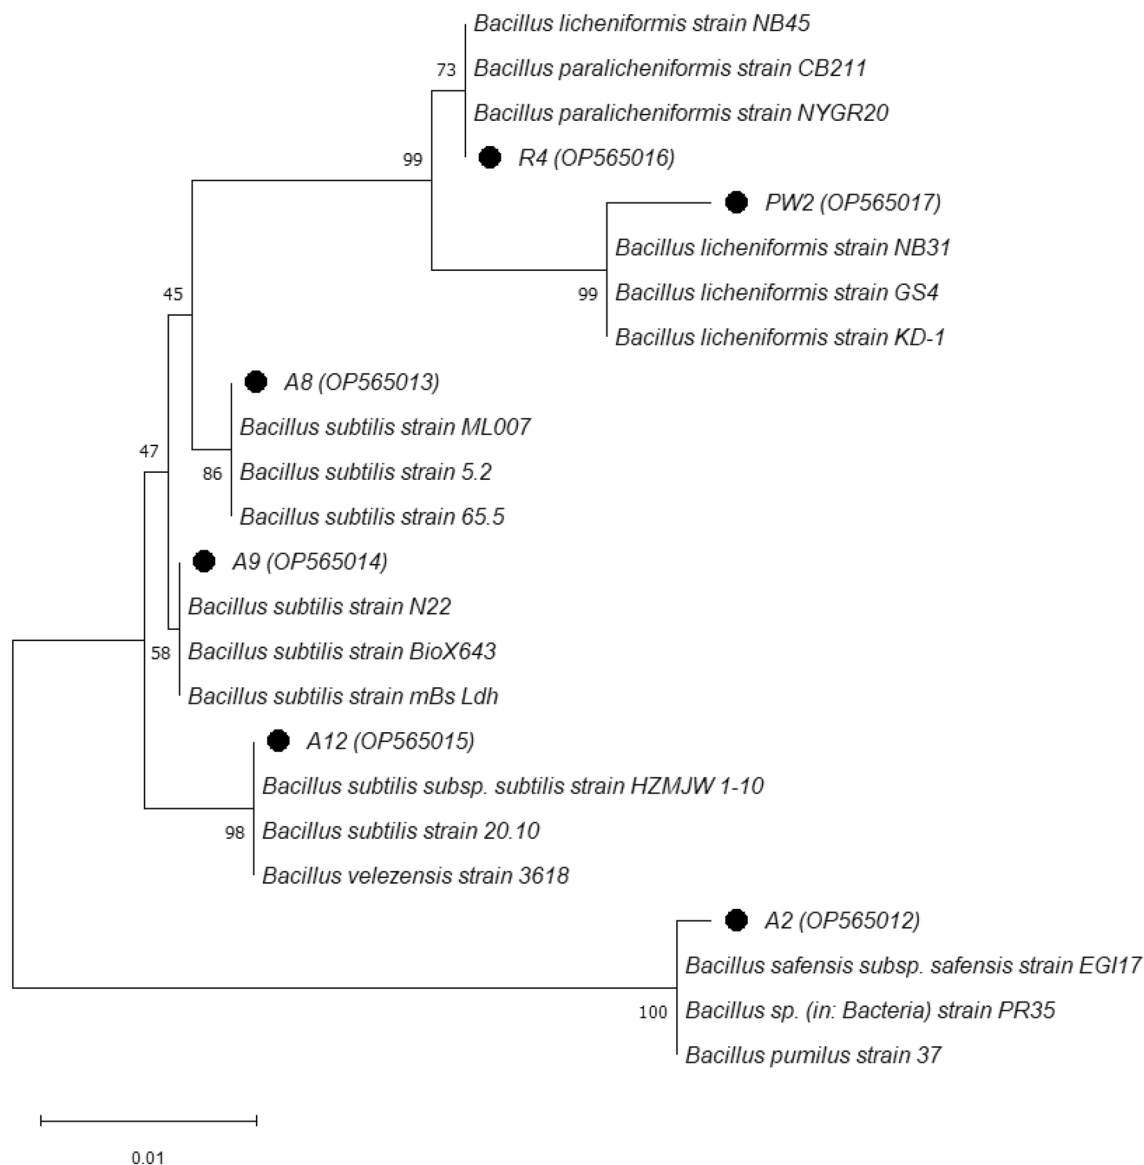 Bacillus licheniformis strain NB45
73
Bacillus paralicheniformis strain CB211
Bacillus paralicheniformis strain NYGR20
99
R4 (OP565016)
PW2 (OP565017)
Bacillus licheniformis strain NB31
45
99
Bacillus licheniformis strain GS4
Bacillus licheniformis strain KD-1
A8 (OP565013)
Bacillus subtilis strain ML007
47
86
Bacillus subtilis strain 5.2
Bacillus subtilis strain 65.5
A9 (OP565014)
Bacillus subtilis strain N22
58
Bacillus subtilis strain BioX643
Bacillus subtilis strain mBs Ldh
A12 (OP565015)
Bacillus subtilis subsp. subtilis strain HZMJW 1-10
98
Bacillus subtilis strain 20.10
Bacillus velezensis strain 3618
A2 (OP565012)
Bacillus safensis subsp. safensis strain EGI17
100
Bacillus sp. (in: Bacteria) strain PR35
Bacillus pumilus strain 37
0.01